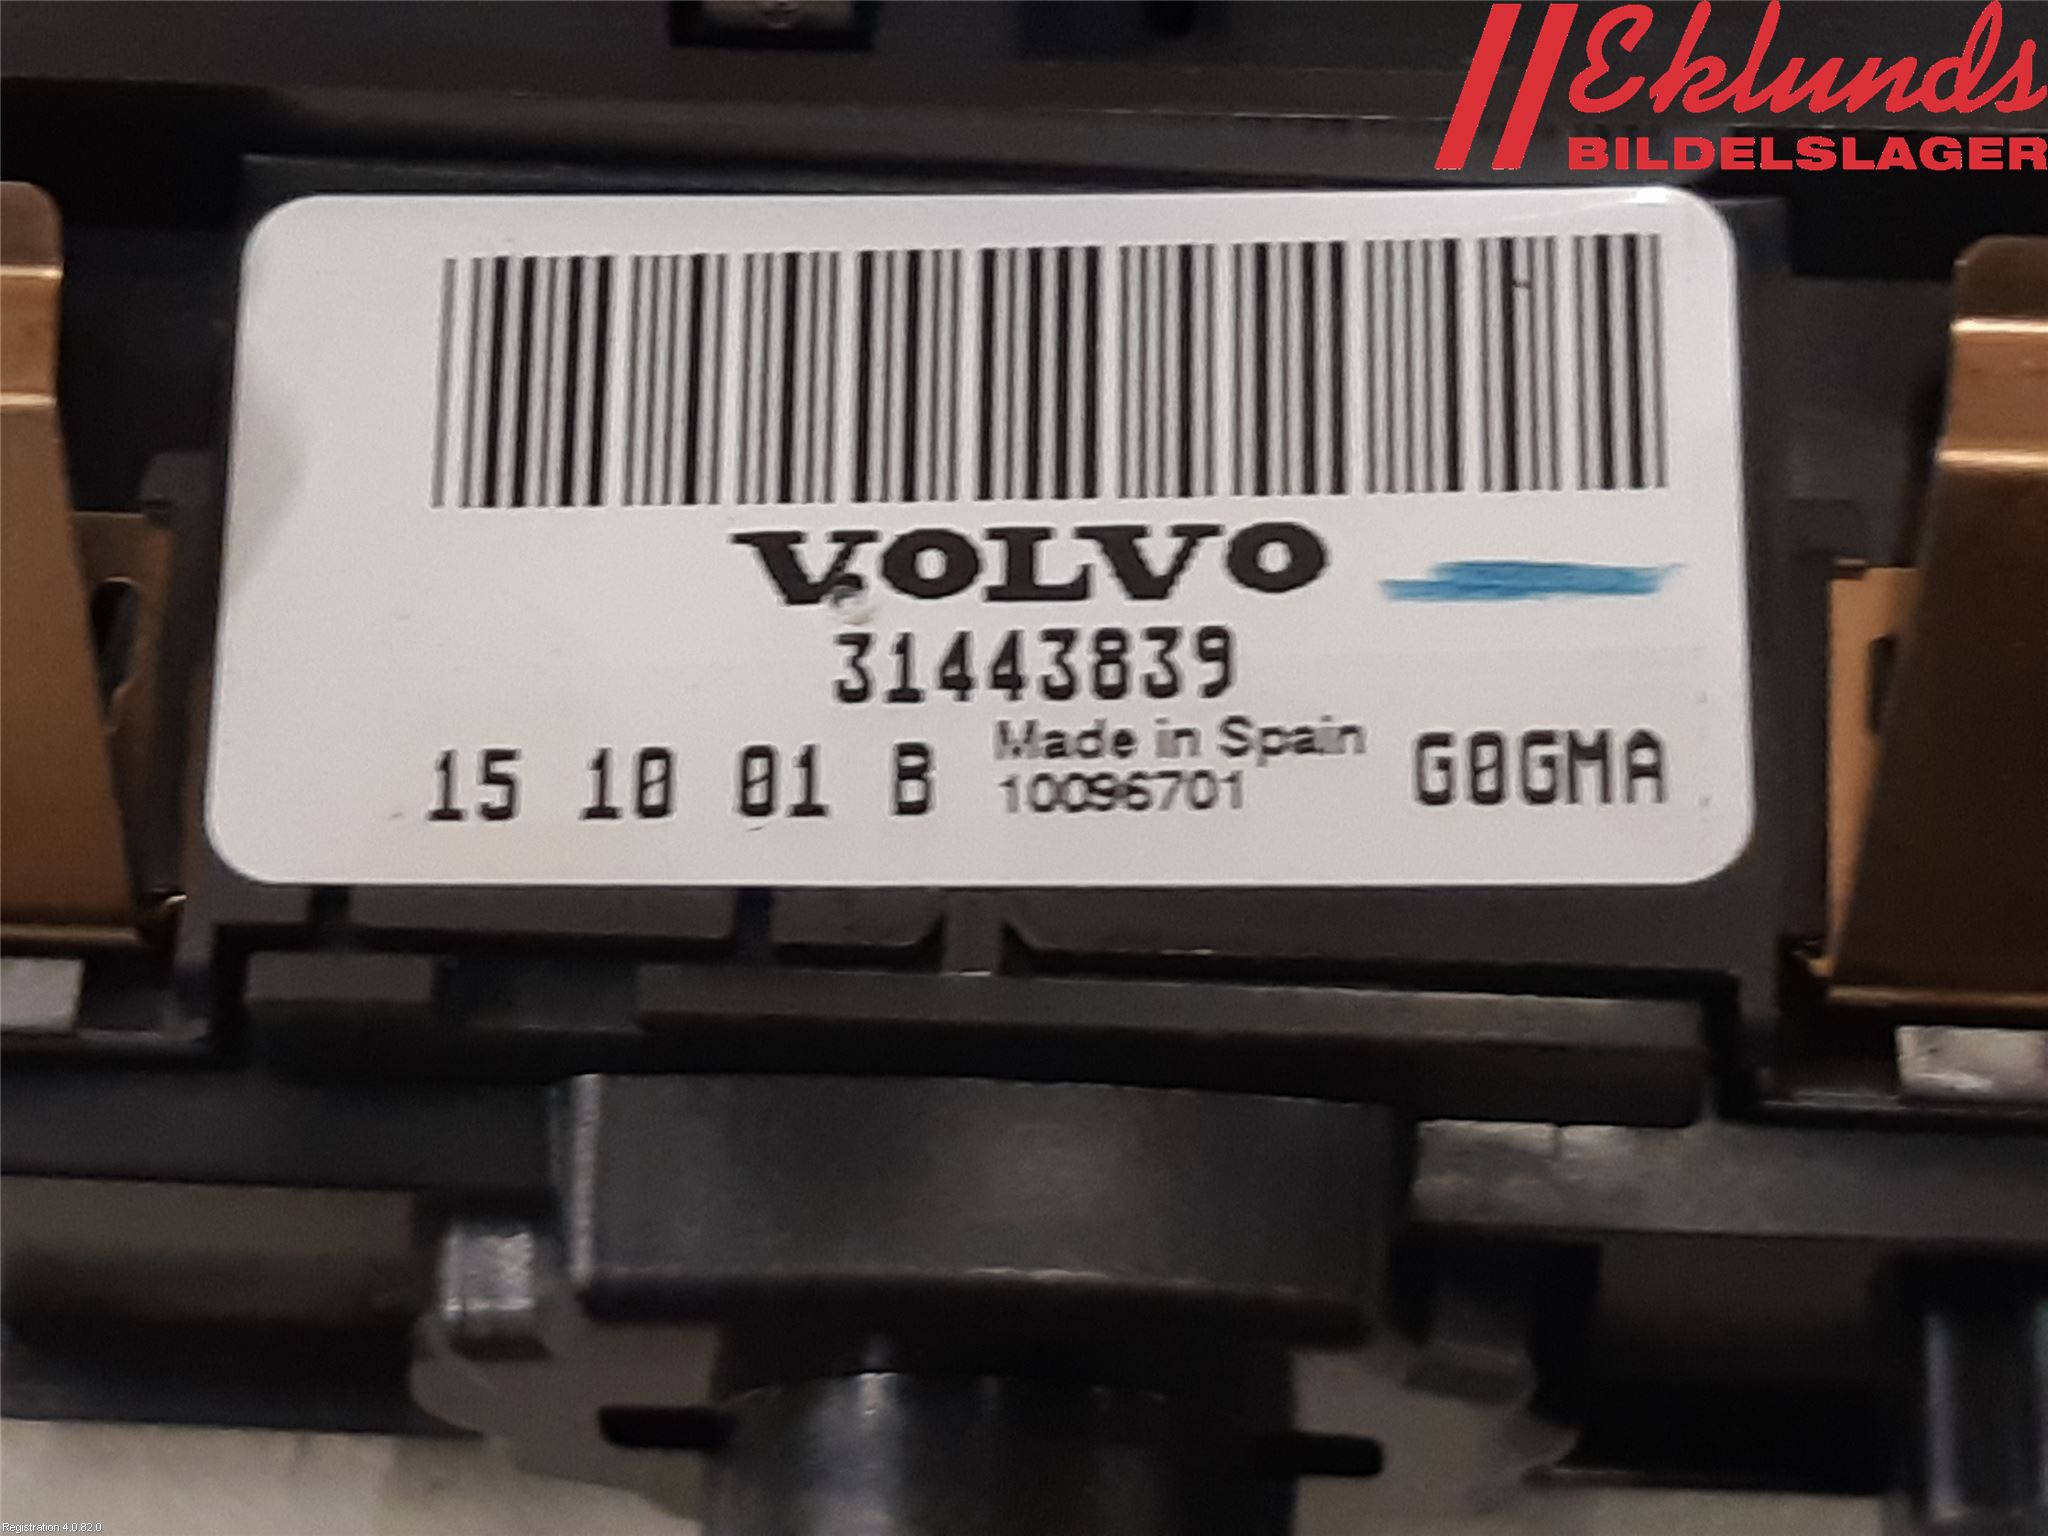 Eklunds
BILDELSLAGER
VOLVO
31443839
15 10 01 B
Made in Spain
10096701
G0GMA
Registration 4.0.82.0